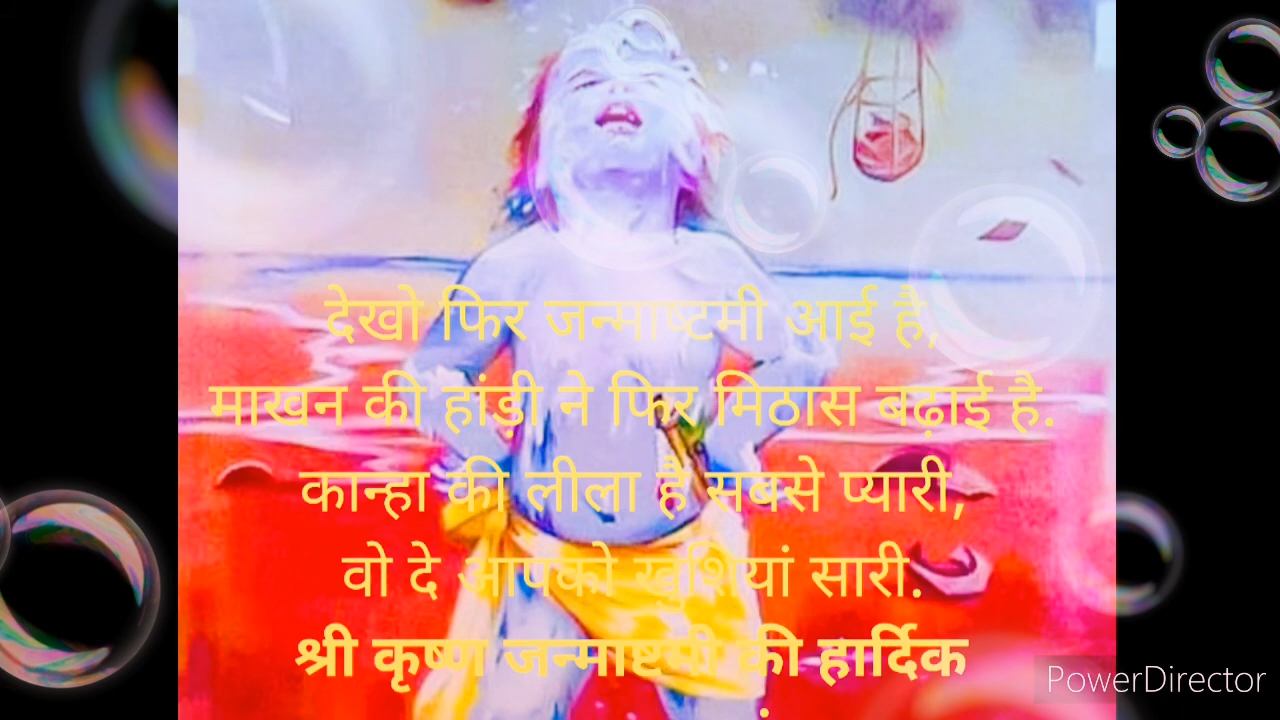 देखो फिर जन्माष्टमी आई है,
माखन की हांड़ी ने फिर मिठास बढ़ाई है.
कान्हा की लीला है सबसे प्यारी,
वो दे आपको खुशियां सारी.
श्री कृष्ण जन्माष्टमी की हार्दिक
PowerDirector